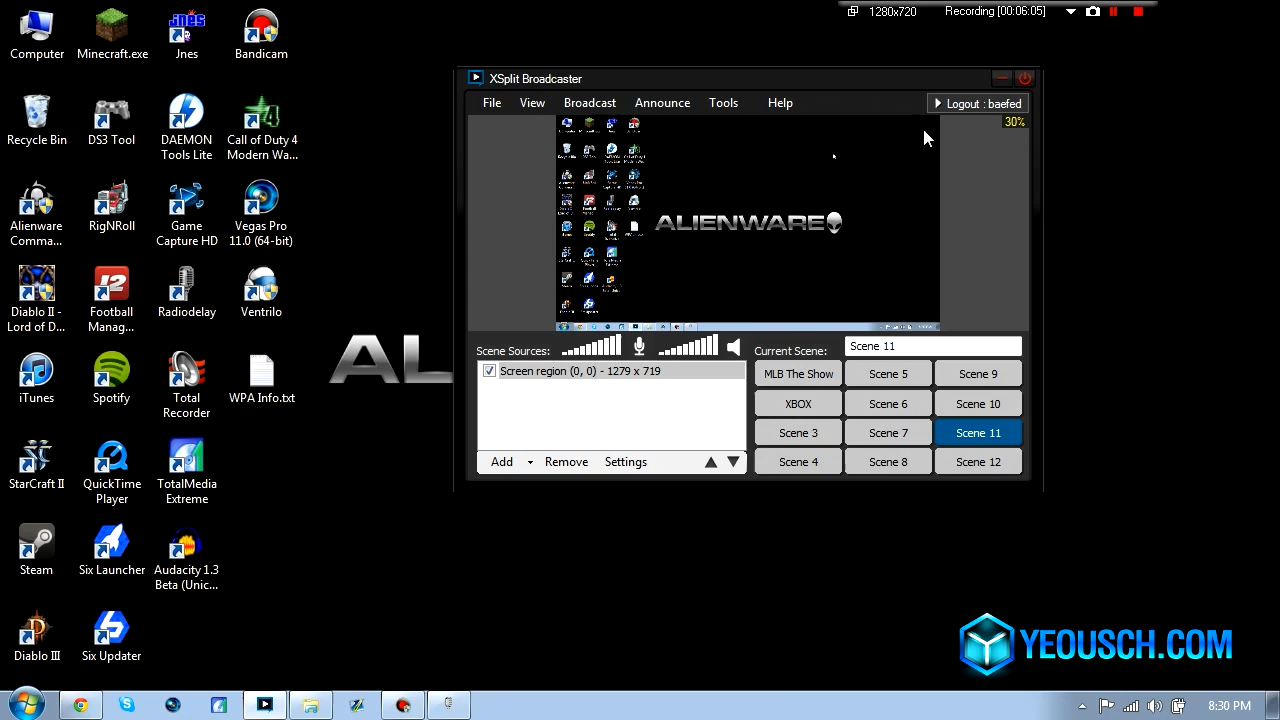 1280x720
Recording [00:06:05]
Computer
Minecraft.exe
Jnes
Bandicam
Recycle Bin
DS3 Tool
DAEMON
Tools Lite
Call of Duty 4
Modern Wa...
Alienware
Comma...
RigNRoll
Game
Capture HD
Vegas Pro
11.0 (64-bit)
Diablo II -
Lord of D...
Football
Manag...
Radiodelay
Ventrilo
iTunes
Spotify
Total
Recorder
WPA Info.txt
StarCraft II
QuickTime
Player
TotalMedia
Extreme
Steam
Six Launcher
Audacity 1.3
Beta (Unic...
Diablo III
Six Updater
AL
XSplit Broadcaster
File View Broadcast Announce Tools Help
Logout : baefed
30%
ALIENWARE
Scene Sources:
Current Scene:
Scene 11
Screen region (0, 0) - 1279 x 719
MLB The Show Scene 5 Scene 9
XBOX Scene 6 Scene 10
Scene 3 Scene 7 Scene 11
Scene 4 Scene 8 Scene 12
Add Remove Settings
YEOUSCH.COM
8:30 PM